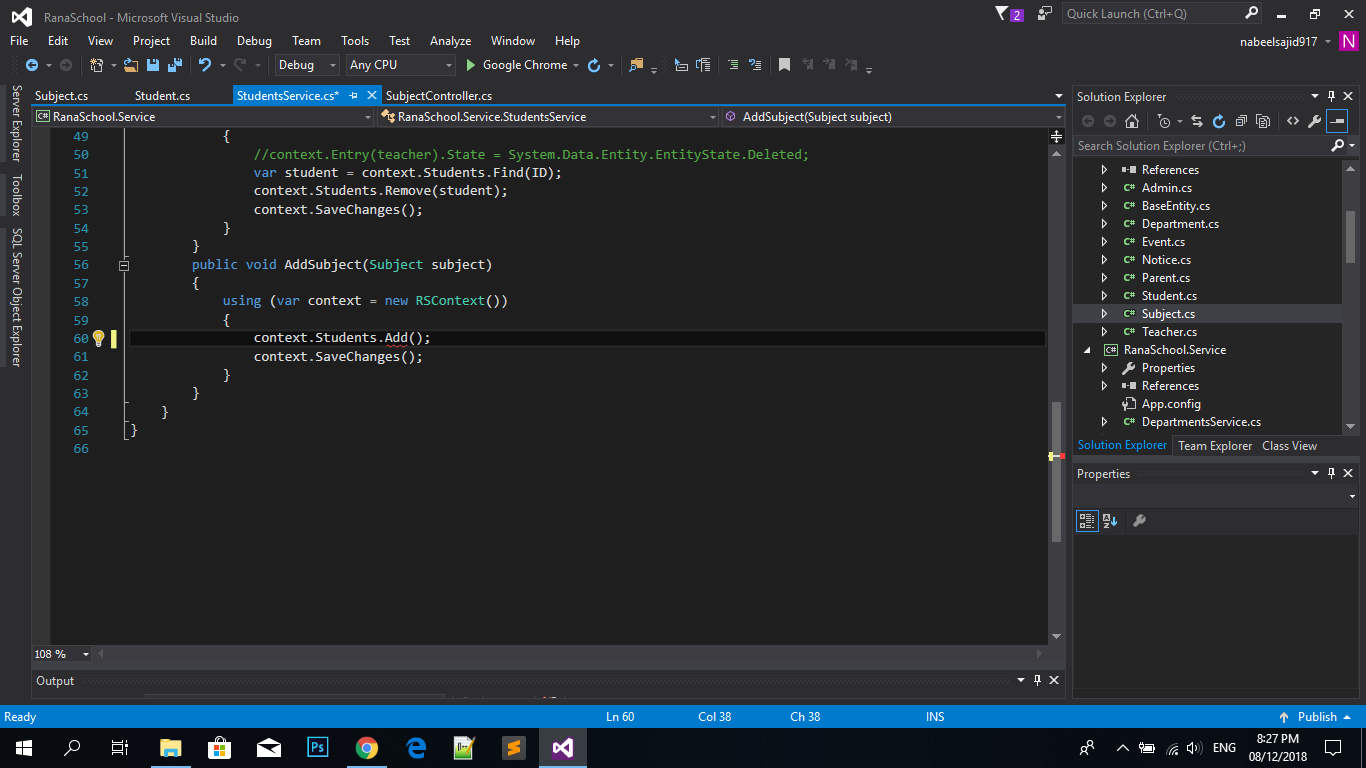 RanaSchool - Microsoft Visual Studio
2
Quick Launch (Ctrl+Q)
File Edit View Project Build Debug Team Tools Test Analyze Window Help
nabeelsajid917 N
Debug Any CPU Google Chrome
Subject.cs Student.cs StudentsService.cs* SubjectController.cs
RanaSchool.Service RanaSchool.Service.StudentsService AddSubject(Subject subject)
Server Explorer
Toolbox
SQL Server Object Explorer
49 {
50 //context.Entry(teacher).State = System.Data.Entity.EntityState.Deleted;
51 var student = context.Students.Find(ID);
52 context.Students.Remove(student);
53 context.SaveChanges();
54 }
55 }
56 public void AddSubject(Subject subject)
57 {
58 using (var context = new RSContext())
59 {
60 context.Students.Add();
61 context.SaveChanges();
62 }
63 }
64 }
65 }
66
108 %
Output
Solution Explorer
Search Solution Explorer (Ctrl+;)
References
C# Admin.cs
C# BaseEntity.cs
C# Department.cs
C# Event.cs
C# Notice.cs
C# Parent.cs
C# Student.cs
C# Subject.cs
C# Teacher.cs
C# RanaSchool.Service
Properties
References
App.config
C# DepartmentsService.cs
Solution Explorer Team Explorer Class View
Properties
Ready Ln 60 Col 38 Ch 38 INS Publish
Ps
ENG 8:27 PM
08/12/2018